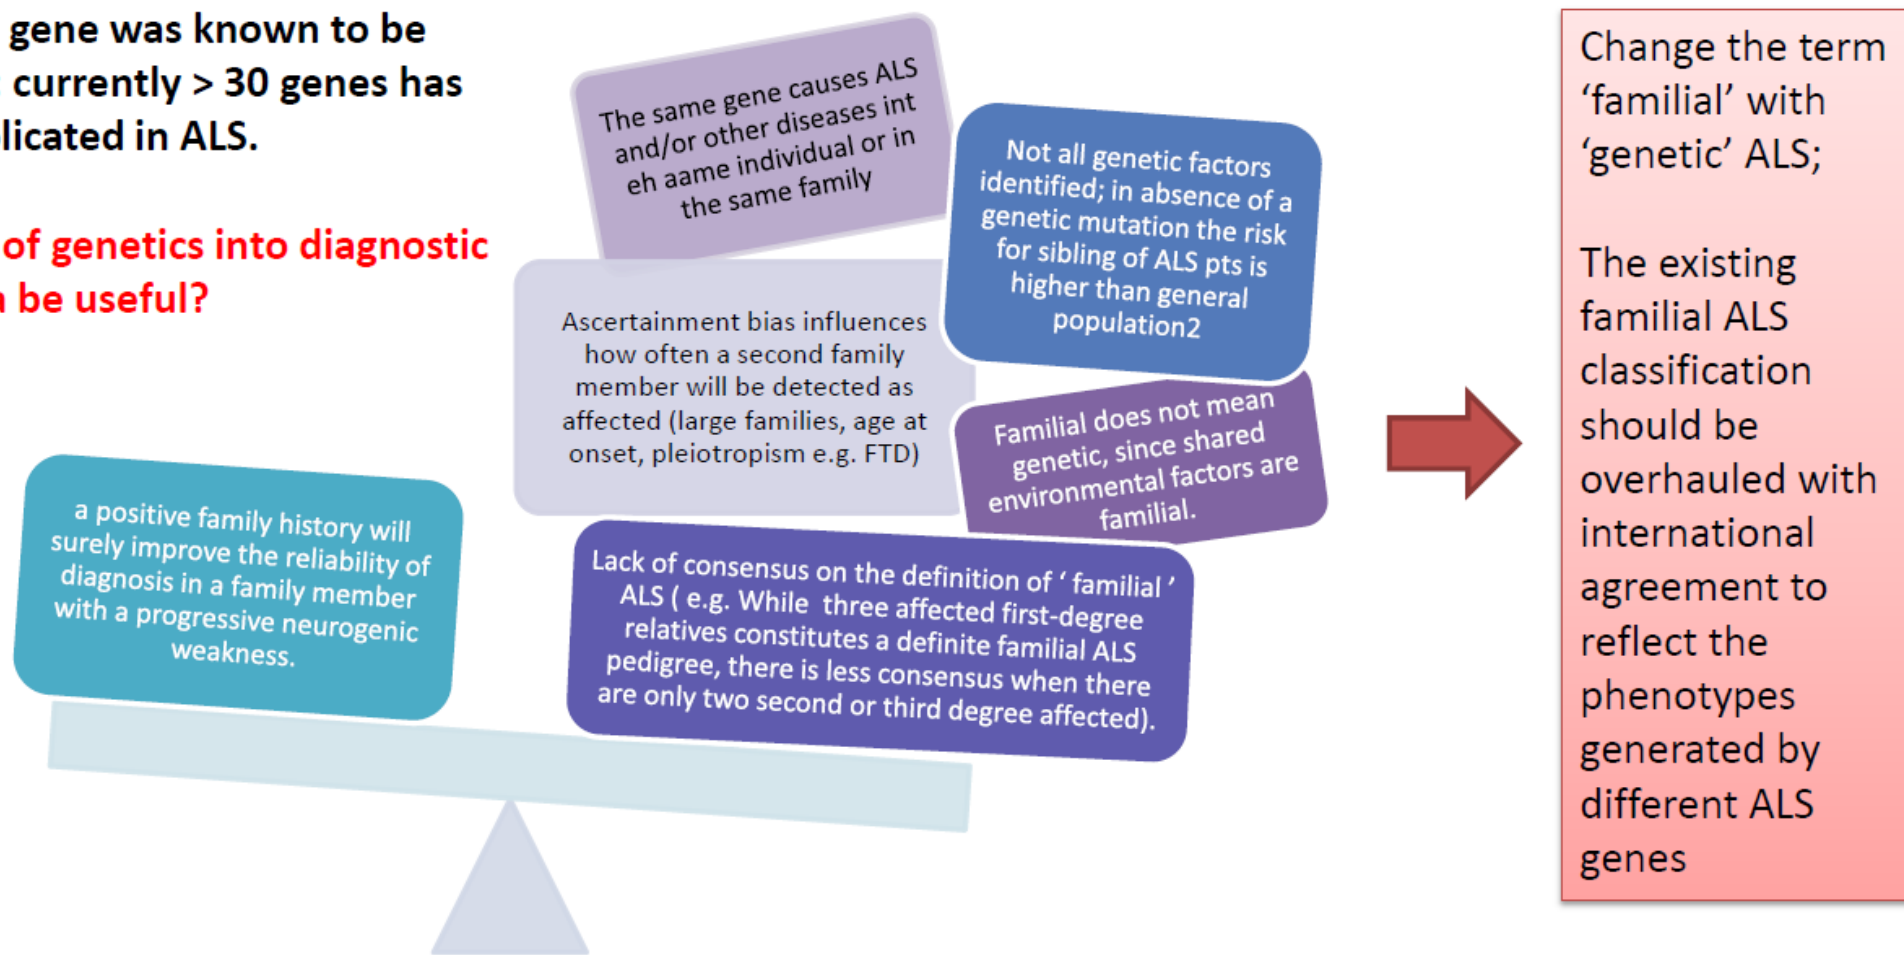 gene was known to be
currently > 30 genes has
licated in ALS.
of genetics into diagnostic
be useful?
The same gene causes ALS
and/or other diseases int
eh aame individual or in
the same family
Not all genetic factors
identified; in absence of a
genetic mutation the risk
for sibling of ALS pts is
higher than general
population2
Ascertainment bias influences
how often a second family
member will be detected as
affected (large families, age at
onset, pleiotropism e.g. FTD)
Familial does not mean
genetic, since shared
environmental factors are
familial.
a positive family history will
surely improve the reliability of
diagnosis in a family member
with a progressive neurogenic
weakness.
Lack of consensus on the definition of ‘ familial ’
ALS ( e.g. While three affected first-degree
relatives constitutes a definite familial ALS
pedigree, there is less consensus when there
are only two second or third degree affected).
Change the term
‘familial’ with
‘genetic’ ALS;
The existing
familial ALS
classification
should be
overhauled with
international
agreement to
reflect the
phenotypes
generated by
different ALS
genes